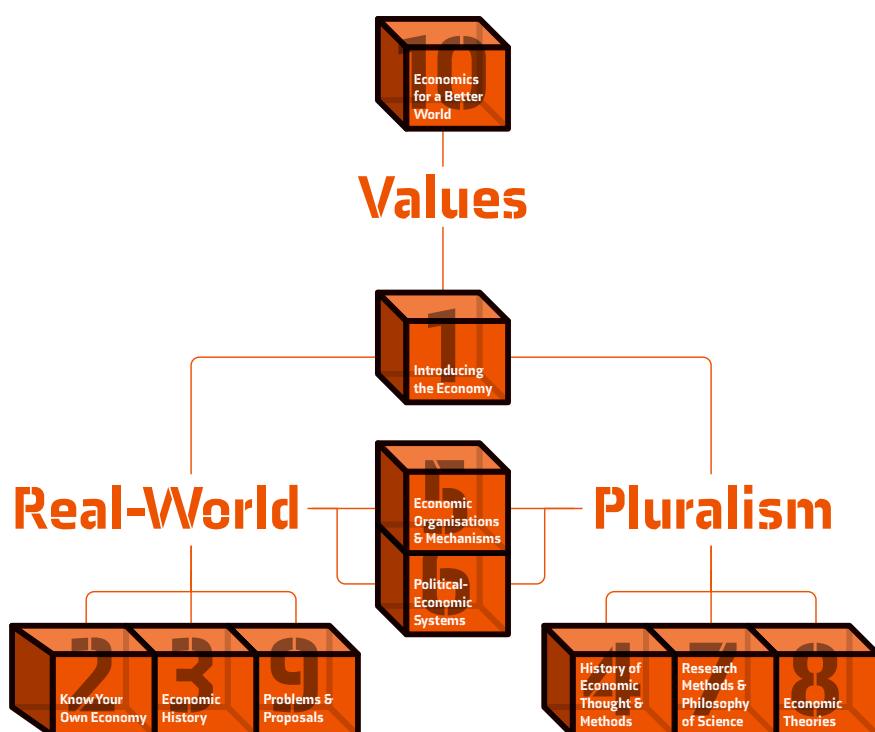 10
Economics
for a Better
World
Values
1
Introducing
the Economy
Real-World
5
Economic
Organisations
& Mechanisms
Pluralism
6
Political-
Economic
Systems
2
Know Your
Own Economy
3
Economic
History
9
Problems &
Proposals
4
History of
Economic
Thought &
Methods
7
Research
Methods &
Philosophy
of Science
8
Economic
Theories